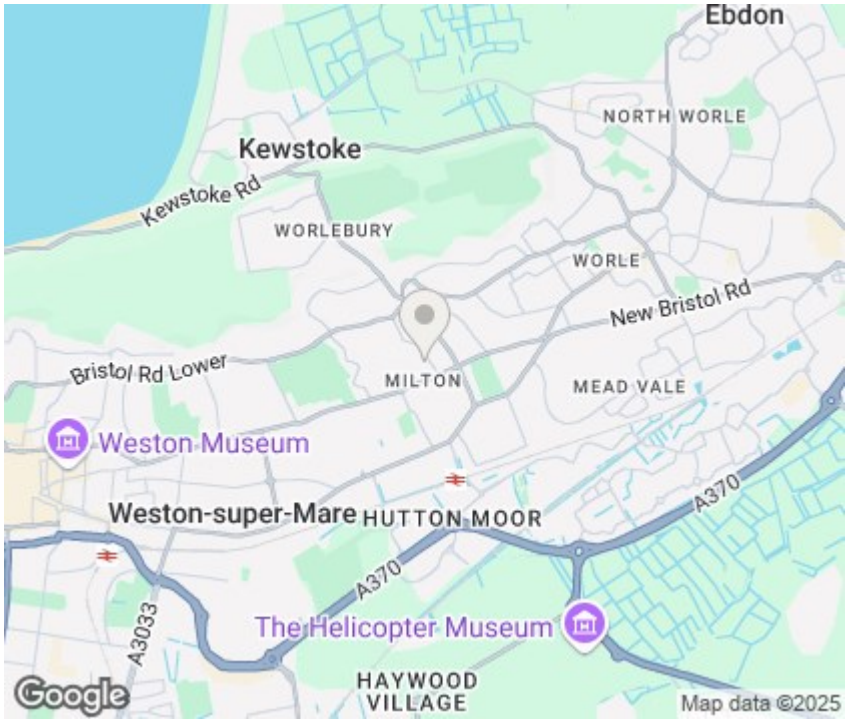 Ebdon
NORTH WORLE
Kewstoke
Kewstoke Rd
WORLEBURY
WORLE
New Bristol Rd
Bristol Rd Lower
MILTON
MEAD VALE
Weston Museum
A370
Weston-super-Mare
HUTTON MOOR
A370
A3033
The Helicopter Museum
HAYWOOD
VILLAGE
Google
Map data ©2025